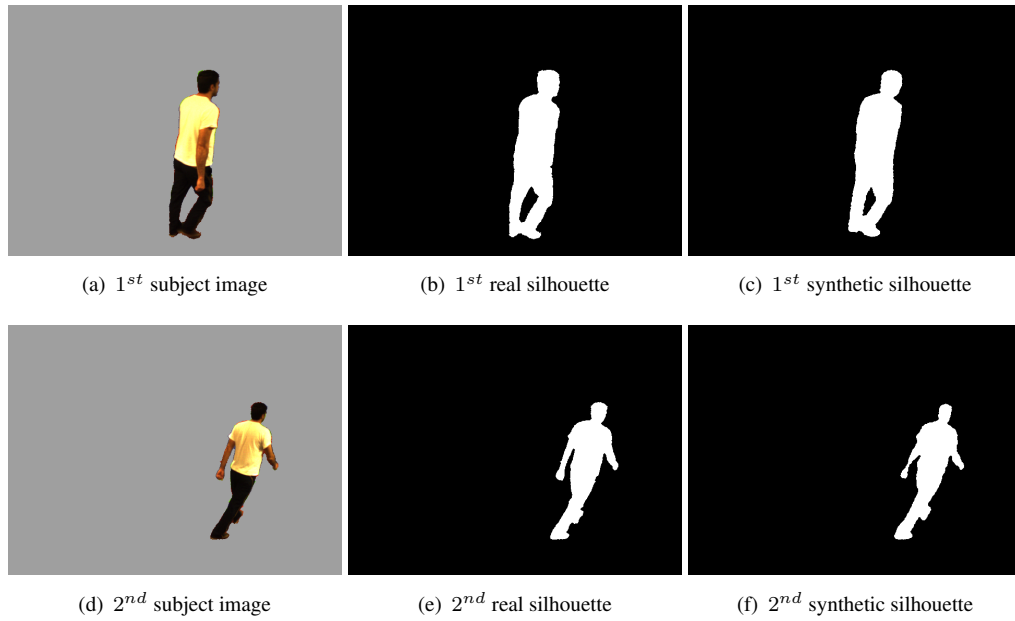 (a) 1st subject image
(b) 1st real silhouette
(c) 1st synthetic silhouette
(d) 2nd subject image
(e) 2nd real silhouette
(f) 2nd synthetic silhouette